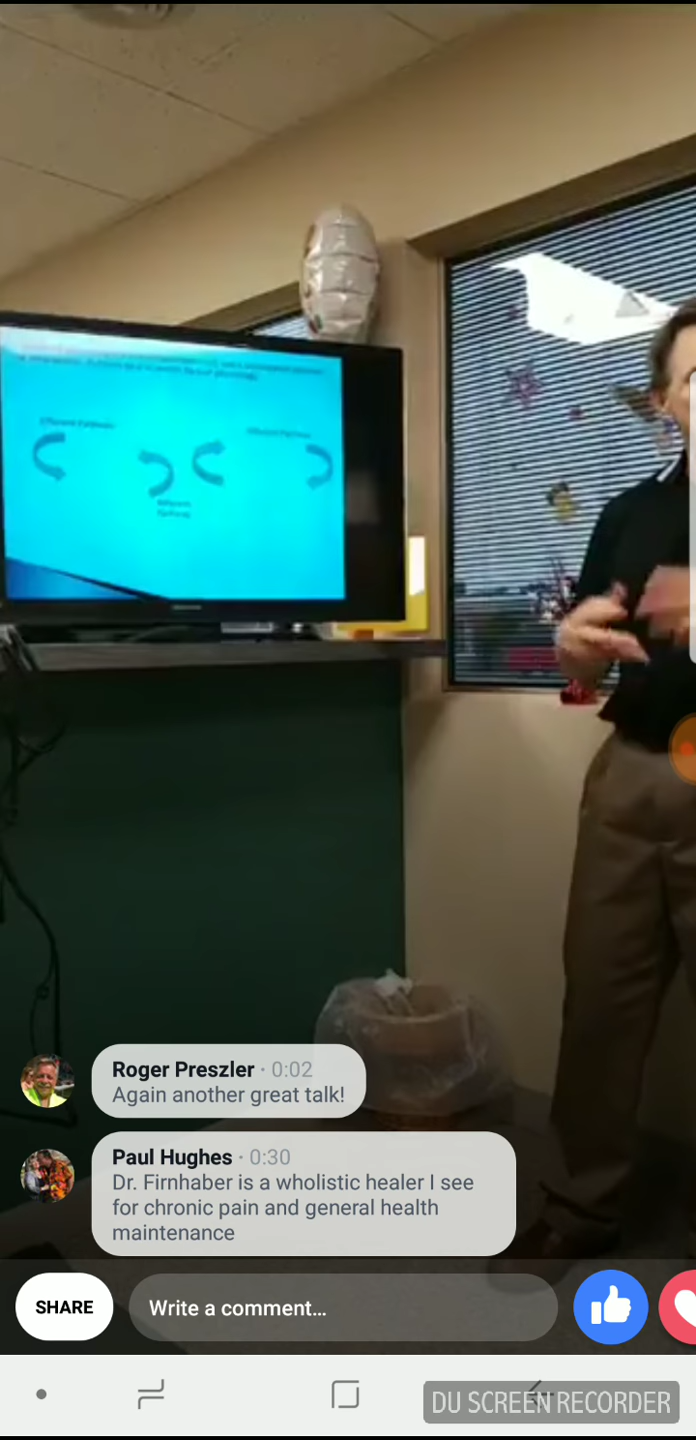 Roger Preszler · 0:02
Again another great talk!
Paul Hughes · 0:30
Dr. Firnhaber is a wholistic healer I see
for chronic pain and general health
maintenance
SHARE
Write a comment...
DU SCREEN RECORDER